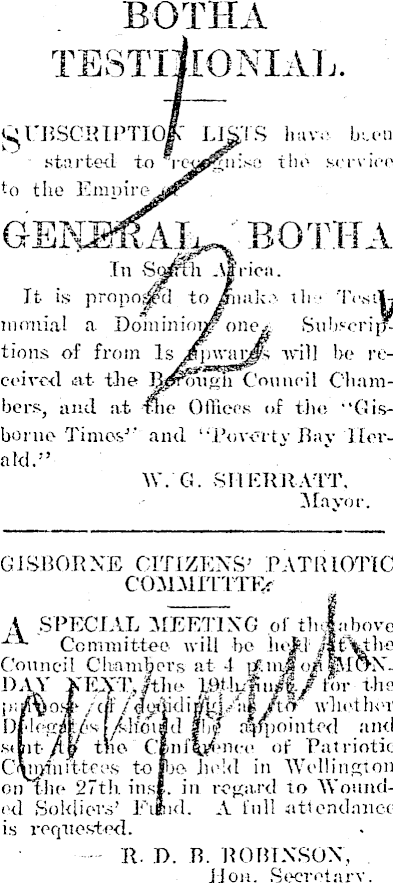 BOTHA
TESTIMONIAL.
SUBSCRIPTION LISTS have been
started to recognise the service
to the Empire of
GENERAL BOTHA
In South Africa.
It is proposed to make the Testi-
monial a Dominion one. Subscrip-
tions of from 1s upwards will be re-
ceived at the Borough Council Cham-
bers, and at the Offices of the "Gis-
borne Times" and "Poverty Bay Her-
ald."
W. G. SHERRATT,
Mayor.
GISBORNE CITIZENS' PATRIOTIC
COMMITTTE.
A SPECIAL MEETING of the above
Committee will be held at the
Council Chambers at 4 p.m. on MON-
DAY NEXT, the 19th inst., for the
purpose of deciding as to whether
Delegates should be appointed and
sent to the Conference of Patriotic
Committees to be held in Wellington
on the 27th inst. in regard to Wound-
ed Soldiers' Fund. A full attendance
is requested.
R. D. B. ROBINSON,
Hon. Secretary.